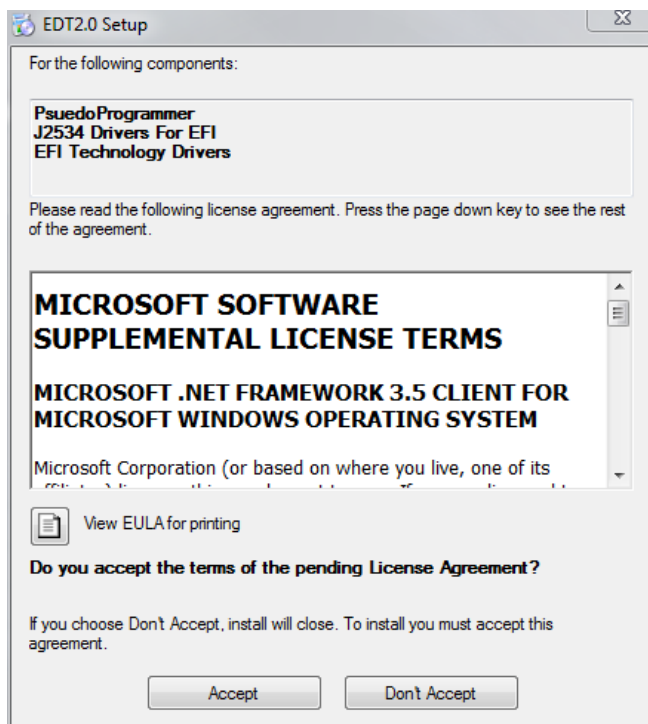 EDT2.0 Setup
For the following components:
PsuedoProgrammer
J2534 Drivers For EFI
EFI Technology Drivers
Please read the following license agreement. Press the page down key to see the rest
of the agreement.
MICROSOFT SOFTWARE
SUPPLEMENTAL LICENSE TERMS
MICROSOFT .NET FRAMEWORK 3.5 CLIENT FOR
MICROSOFT WINDOWS OPERATING SYSTEM
Microsoft Corporation (or based on where you live, one of its
View EULA for printing
Do you accept the terms of the pending License Agreement?
If you choose Don't Accept, install will close. To install you must accept this
agreement.
Accept
Don't Accept